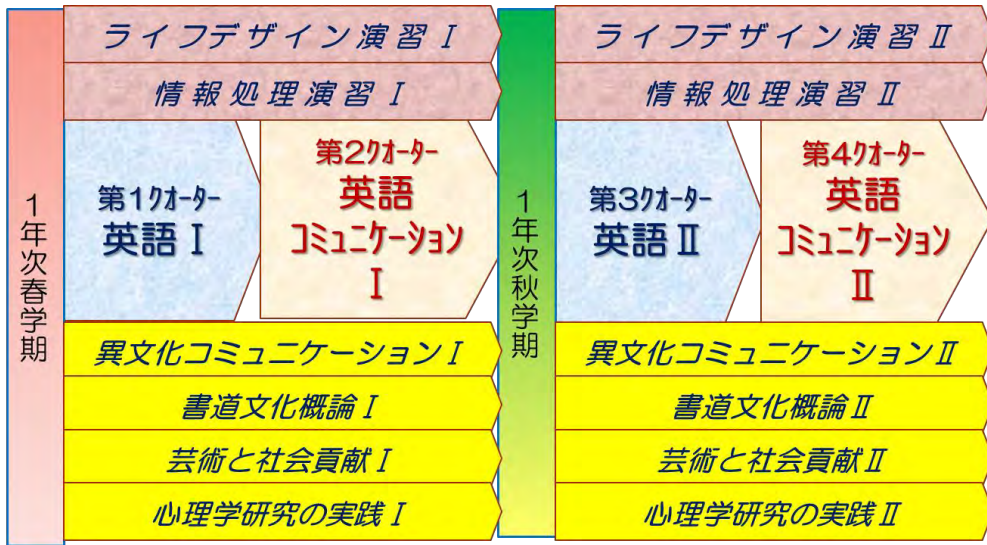 1年次春学期
ライフデザイン演習Ⅰ
情報処理演習Ⅰ
第1クオーター
英語Ⅰ
第2クオーター
英語
コミュニケーション
Ⅰ
異文化コミュニケーションⅠ
書道文化概論Ⅰ
芸術と社会貢献Ⅰ
心理学研究の実践Ⅰ
1年次秋学期
ライフデザイン演習Ⅱ
情報処理演習Ⅱ
第3クオーター
英語Ⅱ
第4クオーター
英語
コミュニケーション
Ⅱ
異文化コミュニケーションⅡ
書道文化概論Ⅱ
芸術と社会貢献Ⅱ
心理学研究の実践Ⅱ